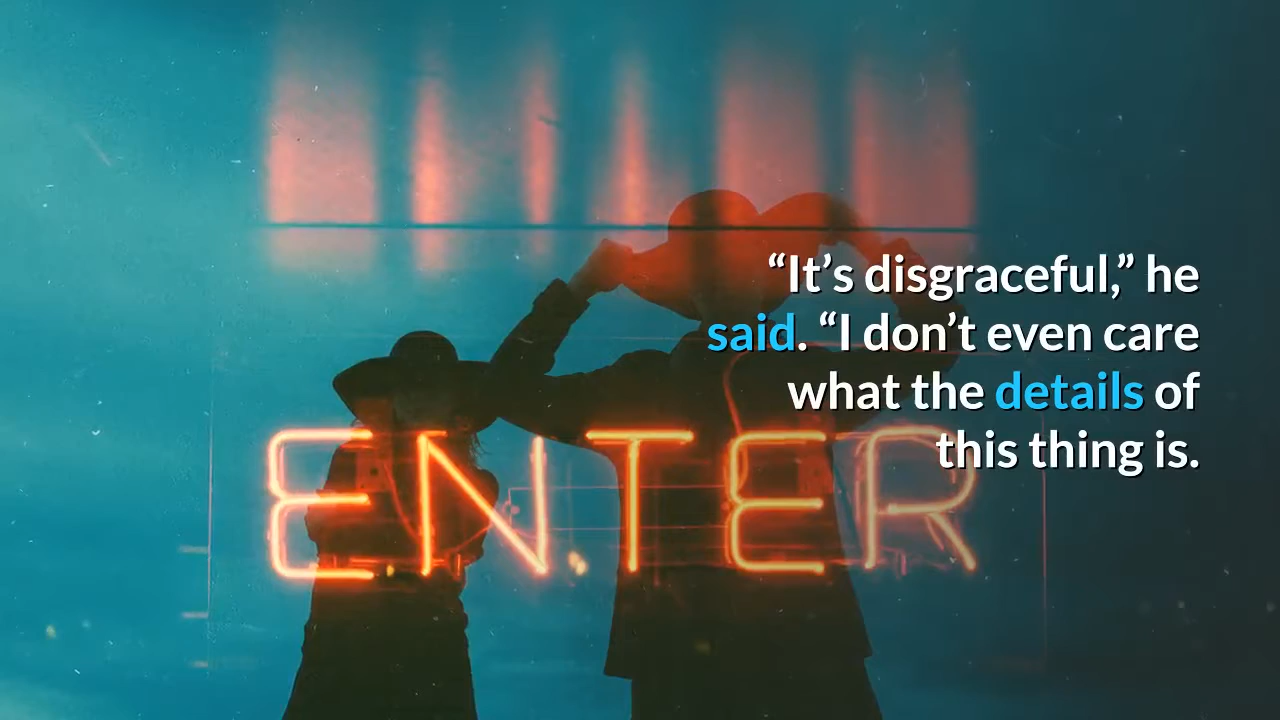 “It’s disgraceful,” he
said. “I don’t even care
what the details of
this thing is.
ENTER